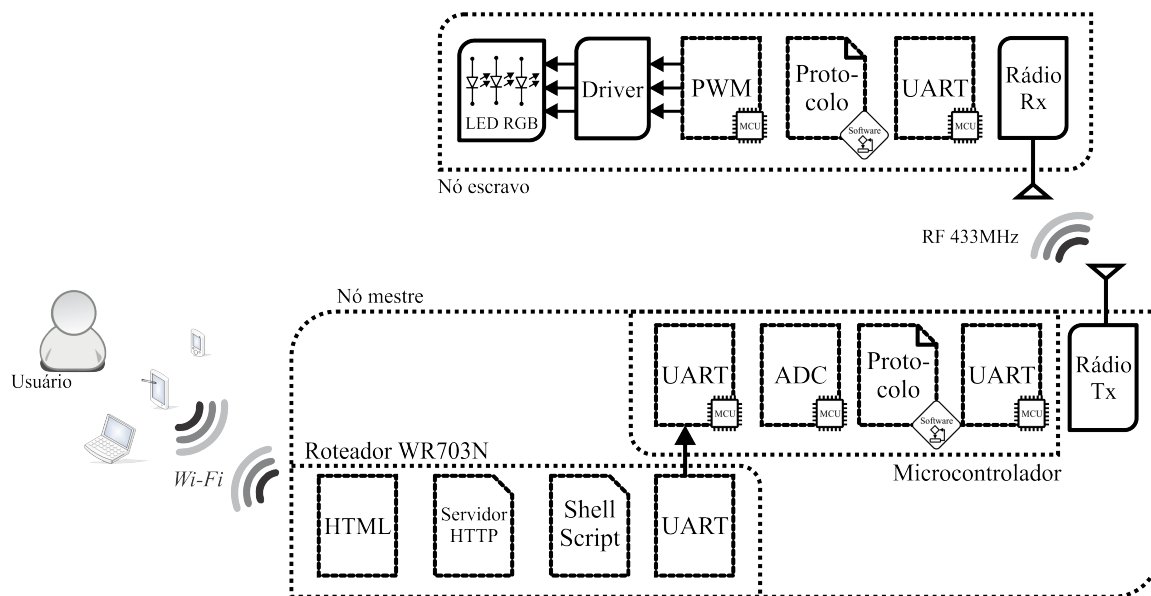 LED RGB
Driver
PWM
MCU
Proto-
colo
Software
UART
MCU
Rádio
Rx
Nó escravo
RF 433MHz
Nó mestre
Usuário
UART
MCU
ADC
MCU
Proto-
colo
Software
UART
MCU
Rádio
Tx
Roteador WR703N
Microcontrolador
Wi-Fi
HTML
Servidor
HTTP
Shell
Script
UART